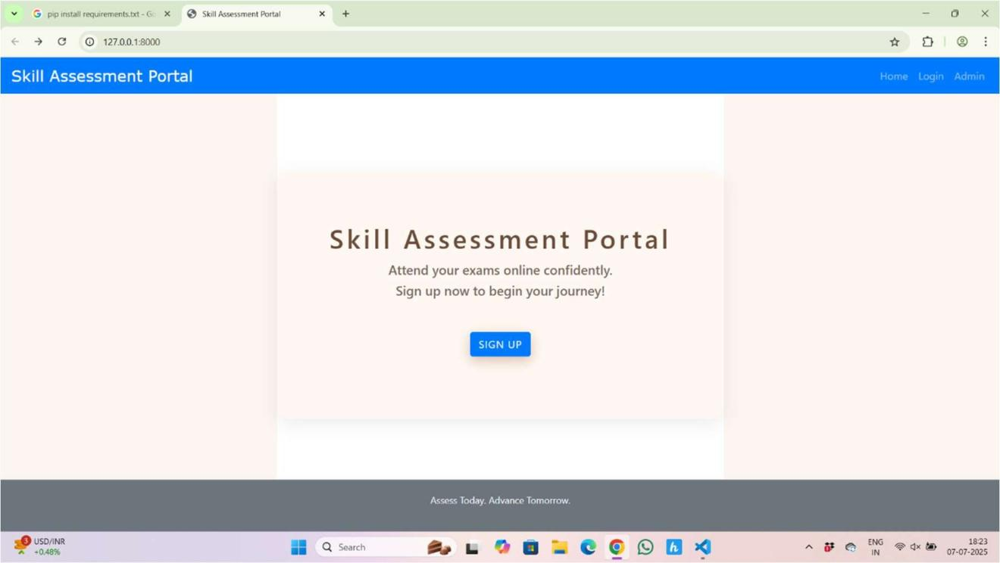 pip install requirements.txt - Go
Skill Assessment Portal
127.0.0.1:8000
Skill Assessment Portal
Home Login Admin
Skill Assessment Portal
Attend your exams online confidently.
Sign up now to begin your journey!
SIGN UP
Assess Today. Advance Tomorrow.
3
USD/INR
+0.48%
Search
h
ENG
IN
18:23
07-07-2025